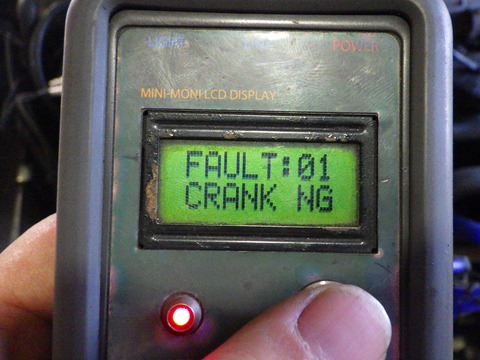 POWER
MINI-MONI LCD DISPLAY
FAULT:01
CRANK NG